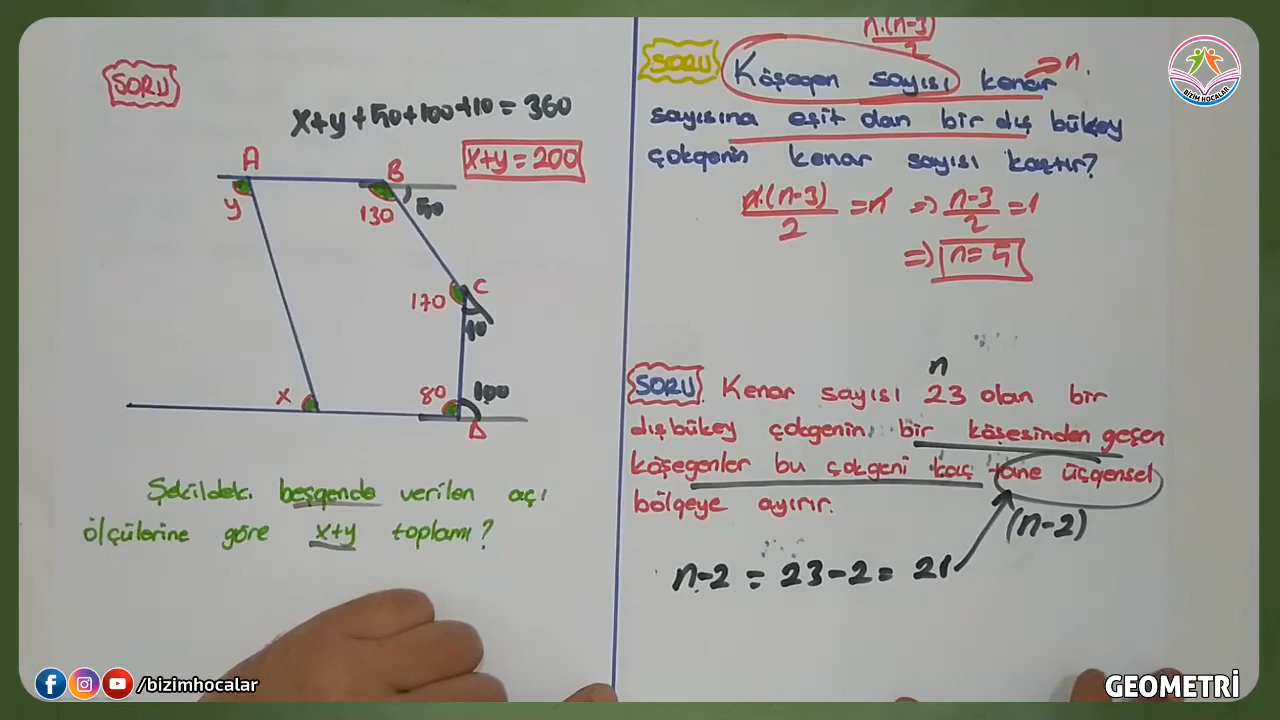 SORU
x+y+50+100+10=360
x+y=200
A
B
y
130
50
170
C
10
x
80
100
D
Şekildeki beşgende verilen açı
ölçülerine göre x+y toplamı?
n.(n-3)
2
SORU Köşegen sayısı kenar n.
sayısına eşit olan bir dış bükey
çokgenin kenar sayısı kaçtır?
n.(n-3)/2 = n => n-3/2 = 1
=> n=5
n
SORU Kenar sayısı 23 olan bir
dışbükey çokgenin bir köşesinden geçen
köşegenler bu çokgeni kaç tane üçgensel
bölgeye ayırır.
(n-2)
n-2 = 23-2 = 21
BİZİM HOCALAR
f /bizimhocalar
GEOMETRİ